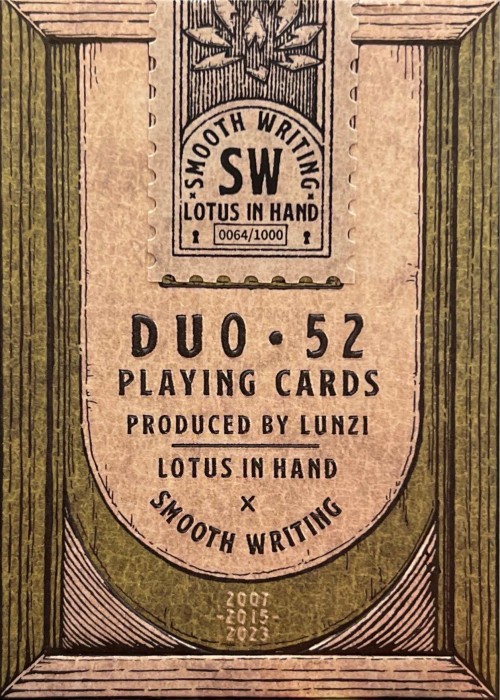 SMOOTH WRITING
SW
LOTUS IN HAND
0064/1000
DUO • 52
PLAYING CARDS
PRODUCED BY LUNZI
LOTUS IN HAND
×
SMOOTH WRITING
2007
-2015-
2023